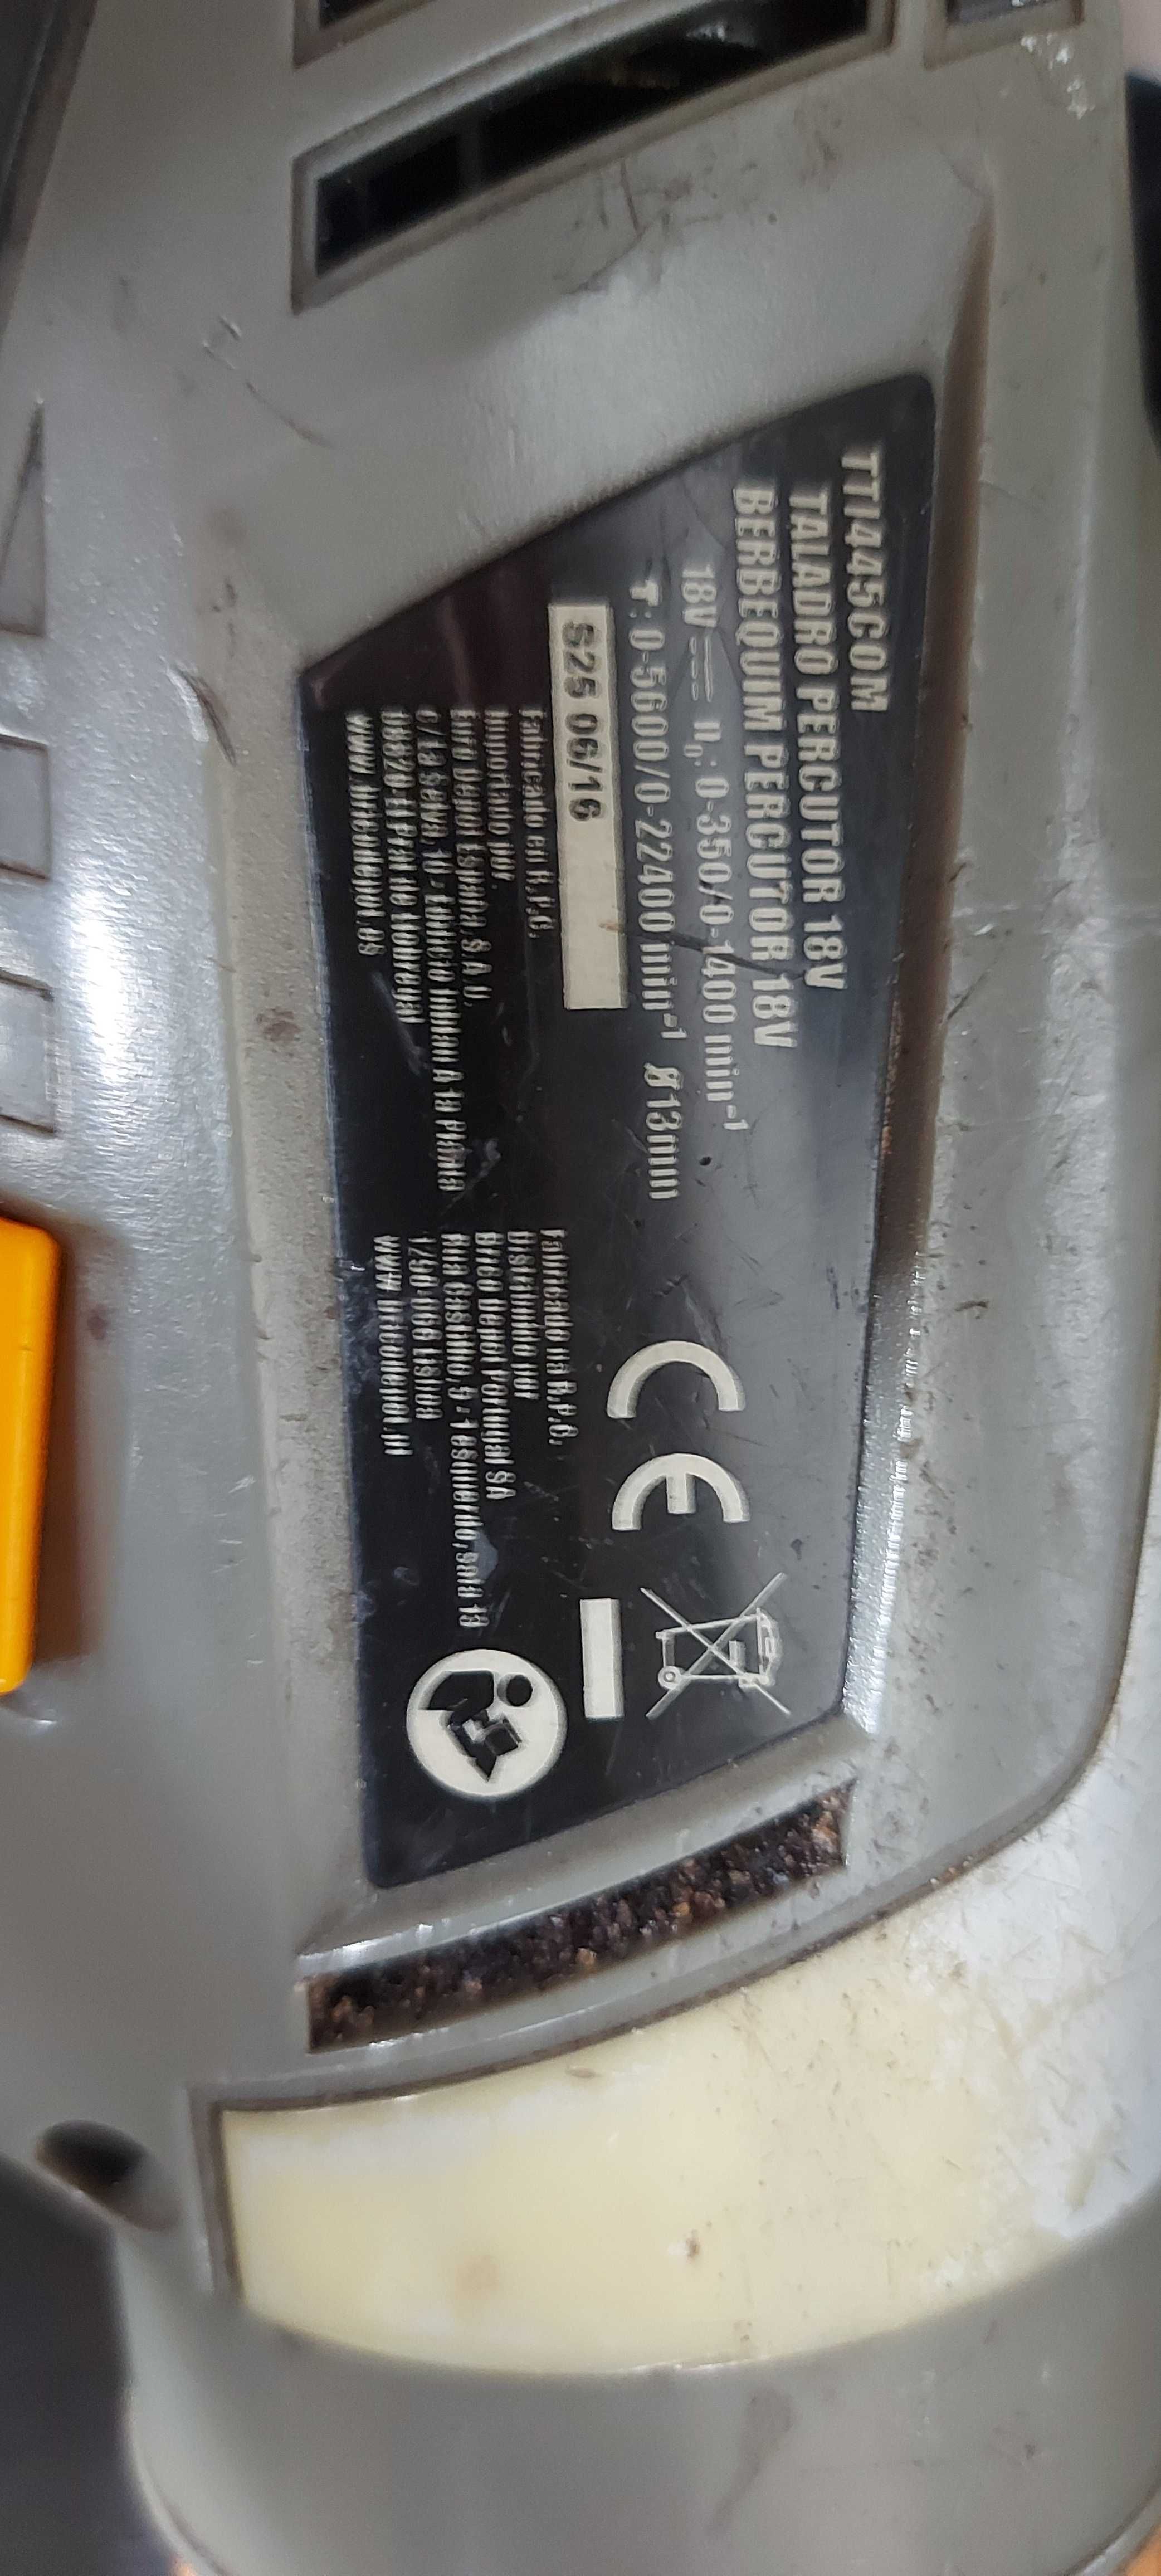 TTI445COM
TALADRO PERCUTOR 18V
BERBEQUIM PERCUTOR 18V
18V n₀: 0-350/0-1400 min⁻¹
T: 0-5600/0-22400 min⁻¹ Ø13mm
S25 06/16
Fabricado en R.P.C.
Importado por
Euro Depot España, S.A.U.
c/ la Selva, 10 - Edificio Inblau A 1a Planta
08820-El Prat de Llobregat
www.bricodepot.es
Fabricado na R.P.C.
Distribuido por
Brico Depot Portugal SA
Rua Castilho, 5 - 1 esquerdo, sala 13
1250-066 Lisboa
www.bricodepot.pt
CE